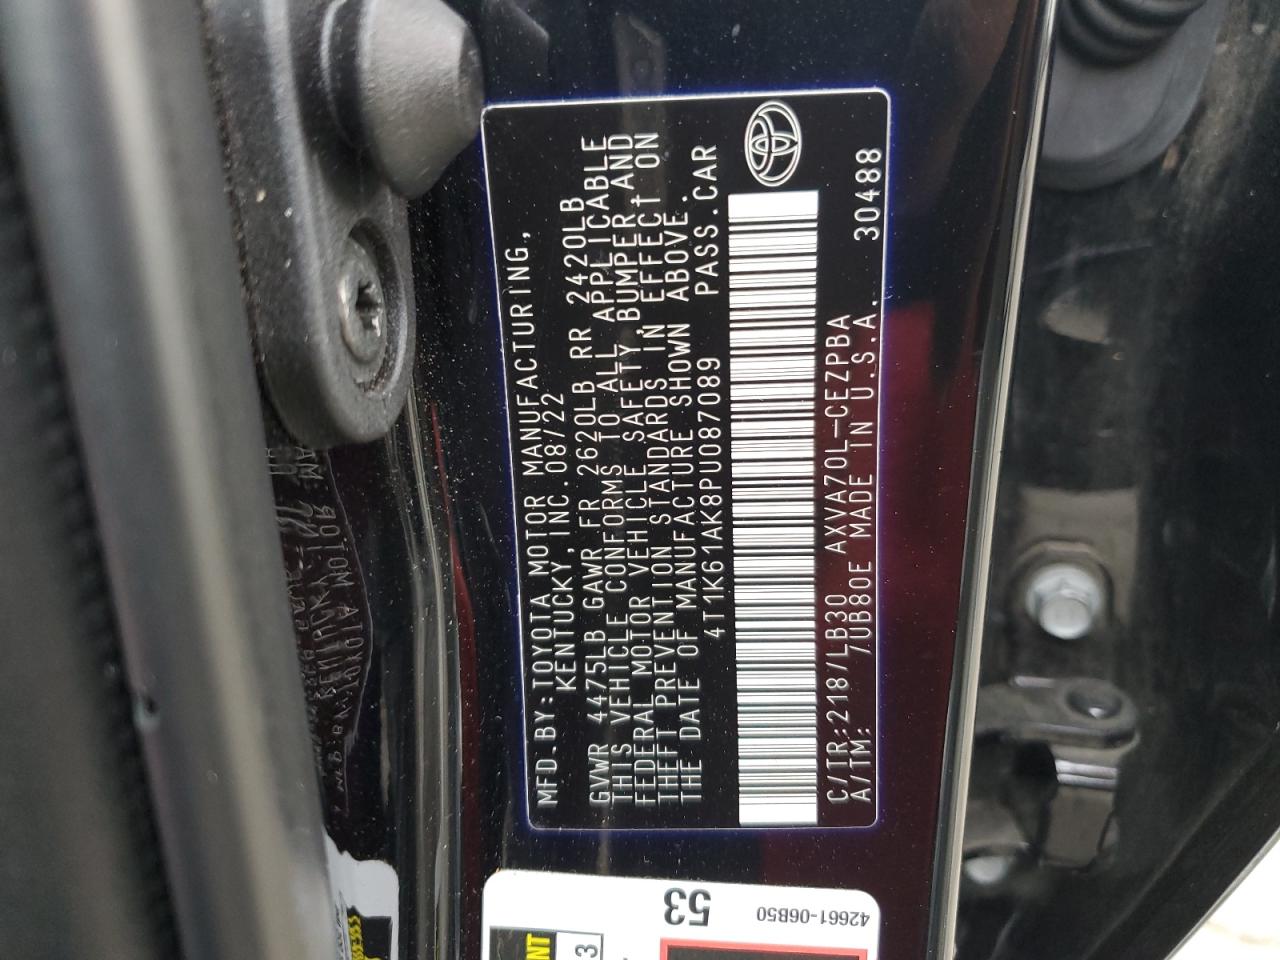 MFD.BY:TOYOTA MOTOR MANUFACTURING,
KENTUCKY, INC. 08/22
GVWR 4475LB GAWR FR 2620LB RR 2420LB
THIS VEHICLE CONFORMS TO ALL APPLICABLE
FEDERAL MOTOR VEHICLE SAFETY, BUMPER, AND
THEFT PREVENTION STANDARDS IN EFFECT ON
THE DATE OF MANUFACTURE SHOWN ABOVE.
4T1K61AK8PU087089 PASS.CAR
C/TR:218/LB30 AXVA70L-CEZPBA 30488
A/TM: /UB80E MADE IN U.S.A.
53
42661-06B50